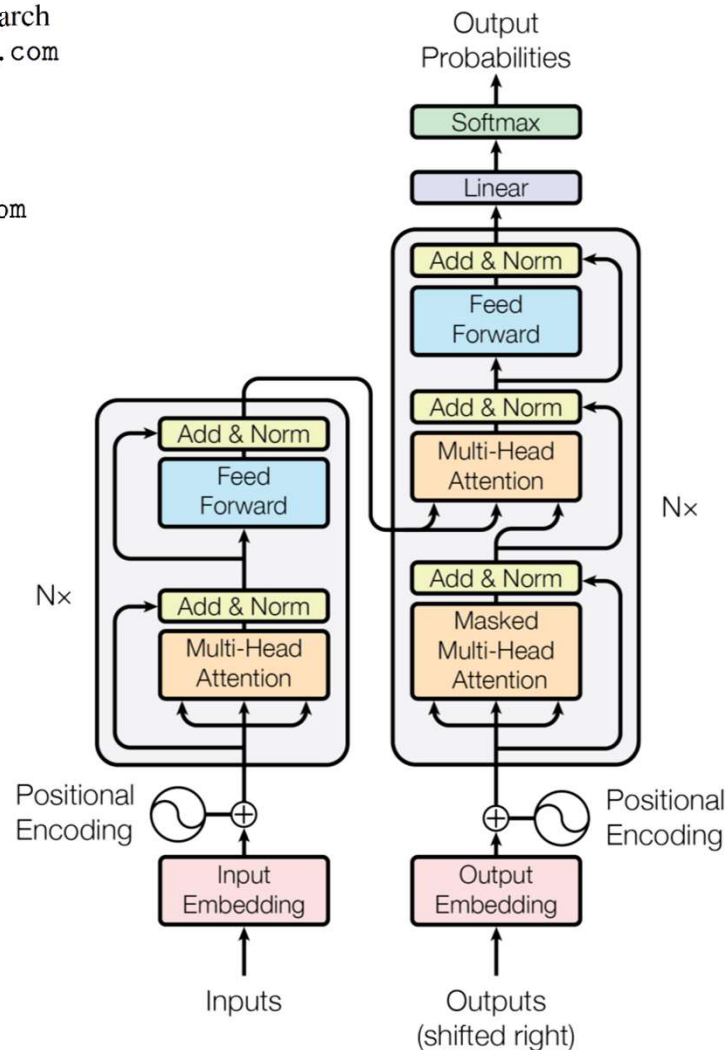 arch
.com
om
Output
Probabilities
Softmax
Linear
Add & Norm
Feed
Forward
Add & Norm
Multi-Head
Attention
Add & Norm
Masked
Multi-Head
Attention
N×
Add & Norm
Feed
Forward
Add & Norm
Multi-Head
Attention
N×
Positional
Encoding
Positional
Encoding
Input
Embedding
Output
Embedding
Inputs
Outputs
(shifted right)